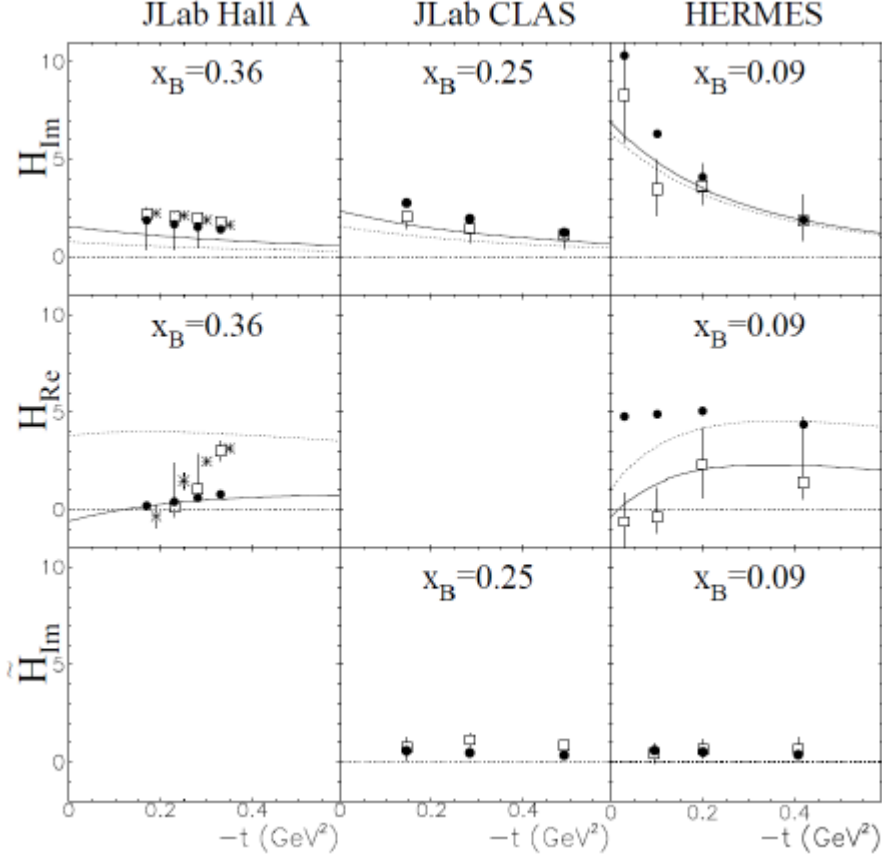 JLab Hall A JLab CLAS HERMES
10 x_B=0.36 x_B=0.25 x_B=0.09
H_Im
5
0
10 x_B=0.36 x_B=0.09
H_Re
5
0
10 x_B=0.25 x_B=0.09
H̃_Im
5
0
0 0.2 0.4 0 0.2 0.4 0 0.2 0.4
−t (GeV²) −t (GeV²) −t (GeV²)